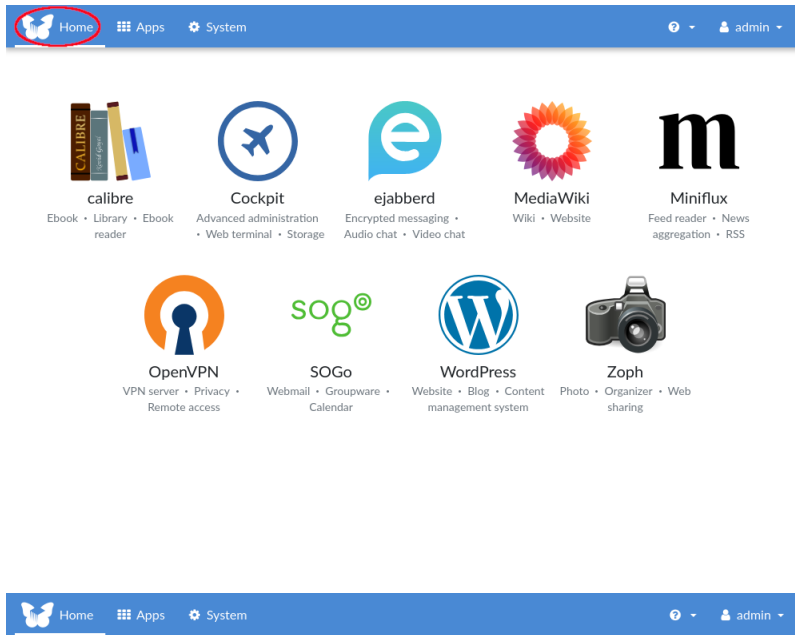 Home Apps System admin
CALIBRE
calibre
Ebook • Library • Ebook
reader
Cockpit
Advanced administration
• Web terminal • Storage
e
ejabberd
Encrypted messaging •
Audio chat • Video chat
MediaWiki
Wiki • Website
m
Miniflux
Feed reader • News
aggregation • RSS
OpenVPN
VPN server • Privacy •
Remote access
sogo
SOGo
Webmail • Groupware •
Calendar
W
WordPress
Website • Blog • Content
management system
Zoph
Photo • Organizer • Web
sharing
Home Apps System admin